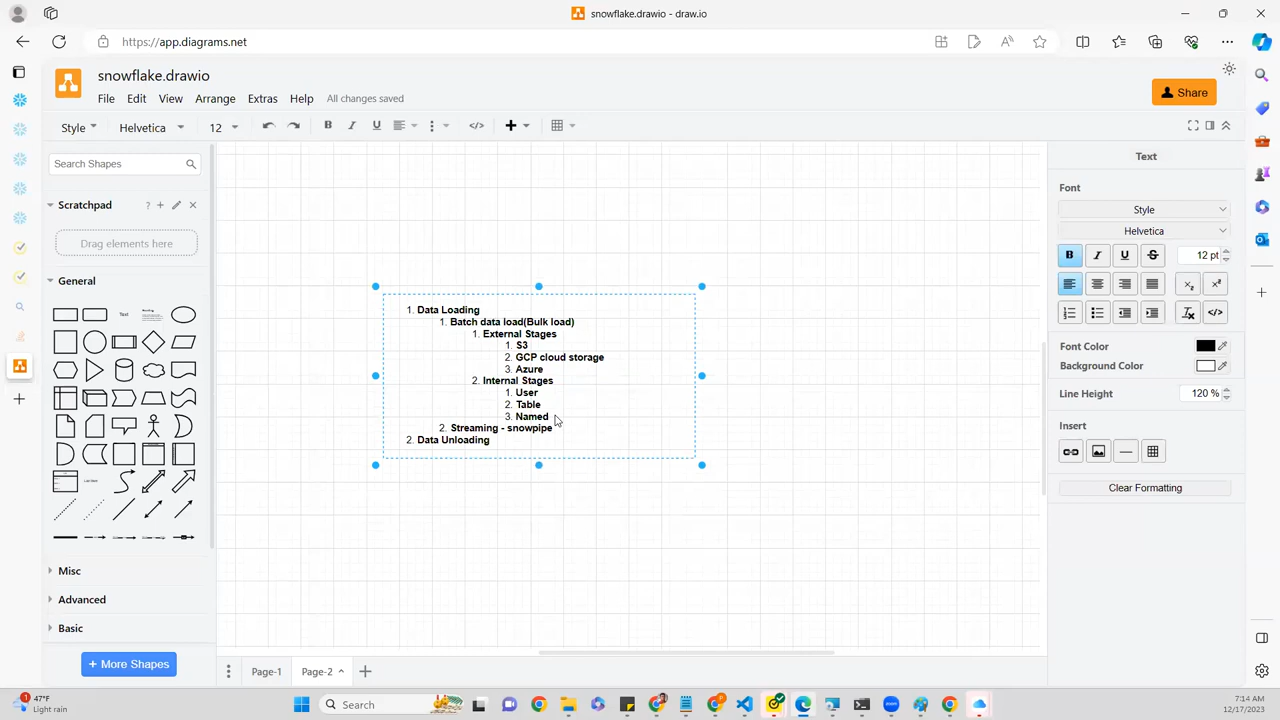 snowflake.drawio - draw.io
https://app.diagrams.net
snowflake.drawio
File Edit View Arrange Extras Help All changes saved
Share
Style Helvetica 12
Search Shapes
Scratchpad
Drag elements here
General
Text
Misc
Advanced
Basic
+ More Shapes
1. Data Loading
1. Batch data load(Bulk load)
1. External Stages
1. S3
2. GCP cloud storage
3. Azure
2. Internal Stages
1. User
2. Table
3. Named
2. Streaming - snowpipe
2. Data Unloading
Text
Font
Style
Helvetica
B I U S 12 pt
Font Color
Background Color
Line Height 120 %
Insert
Clear Formatting
Page-1 Page-2
47°F
Light rain
Search
7:14 AM
12/17/2023